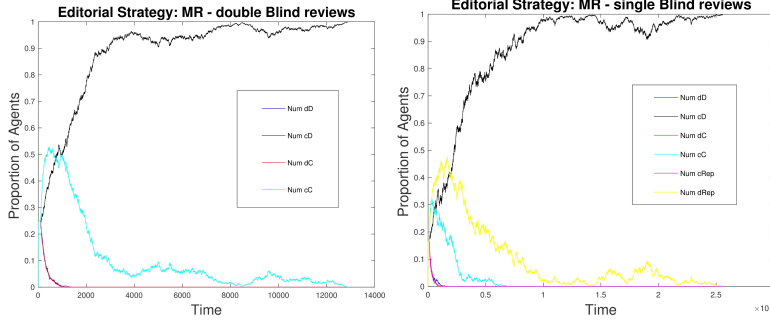 Editorial Strategy: MR - double Blind reviews
Proportion of Agents
1
0.9
0.8
0.7
0.6
0.5
0.4
0.3
0.2
0.1
0
Num dD
Num cD
Num dC
Num cC
0 2000 4000 6000 8000 10000 12000 14000
Time
Editorial Strategy: MR - single Blind reviews
Proportion of Agents
1
0.9
0.8
0.7
0.6
0.5
0.4
0.3
0.2
0.1
0
Num dD
Num cD
Num dC
Num cC
Num cRep
Num dRep
0 0.5 1 1.5 2 2.5
Time
×10